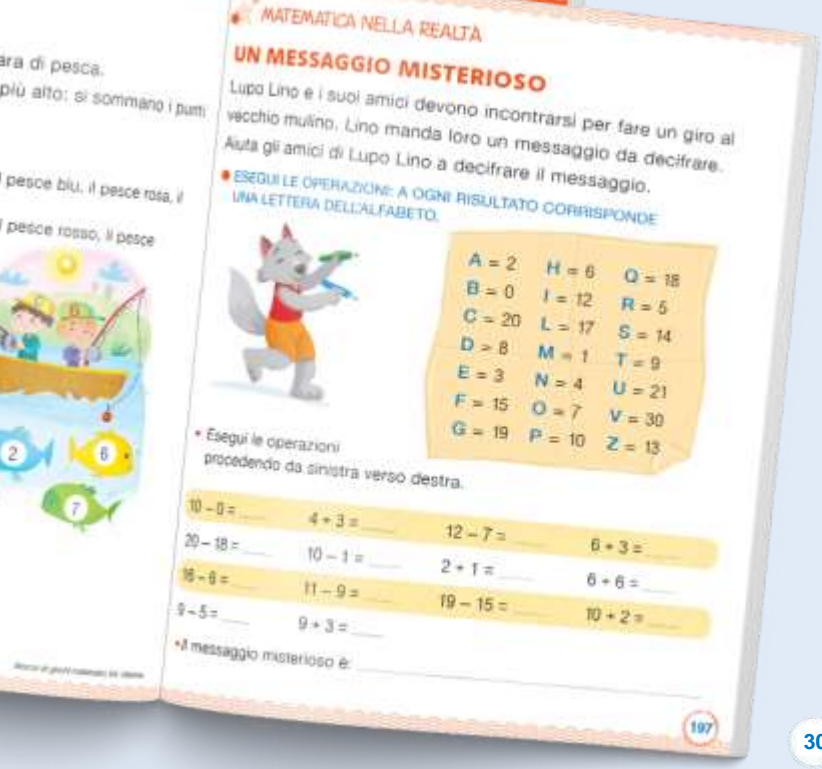 ara di pesca.
più alto: si sommano i punti
pesce blu, il pesce rosa, il
pesce rosso, il pesce
2
6
7
MATEMATICA NELLA REALTÀ
UN MESSAGGIO MISTERIOSO
Lupo Lino e i suoi amici devono incontrarsi per fare un giro al
vecchio mulino. Lino manda loro un messaggio da decifrare.
Aiuta gli amici di Lupo Lino a decifrare il messaggio.
ESEGUI LE OPERAZIONI: A OGNI RISULTATO CORRISPONDE
UNA LETTERA DELL'ALFABETO.
A = 2 H = 6 Q = 18
B = 0 I = 12 R = 5
C = 20 L = 17 S = 14
D = 8 M = 1 T = 9
E = 3 N = 4 U = 21
F = 15 O = 7 V = 30
G = 19 P = 10 Z = 13
• Esegui le operazioni
procedendo da sinistra verso destra.
10 – 0 = 4 + 3 = 12 – 7 = 6 + 3 =
20 – 18 = 10 – 1 = 2 + 1 = 6 + 6 =
16 – 6 = 11 – 9 = 19 – 15 = 10 + 2 =
9 – 5 = 9 + 3 =
• Il messaggio misterioso è:
197
30